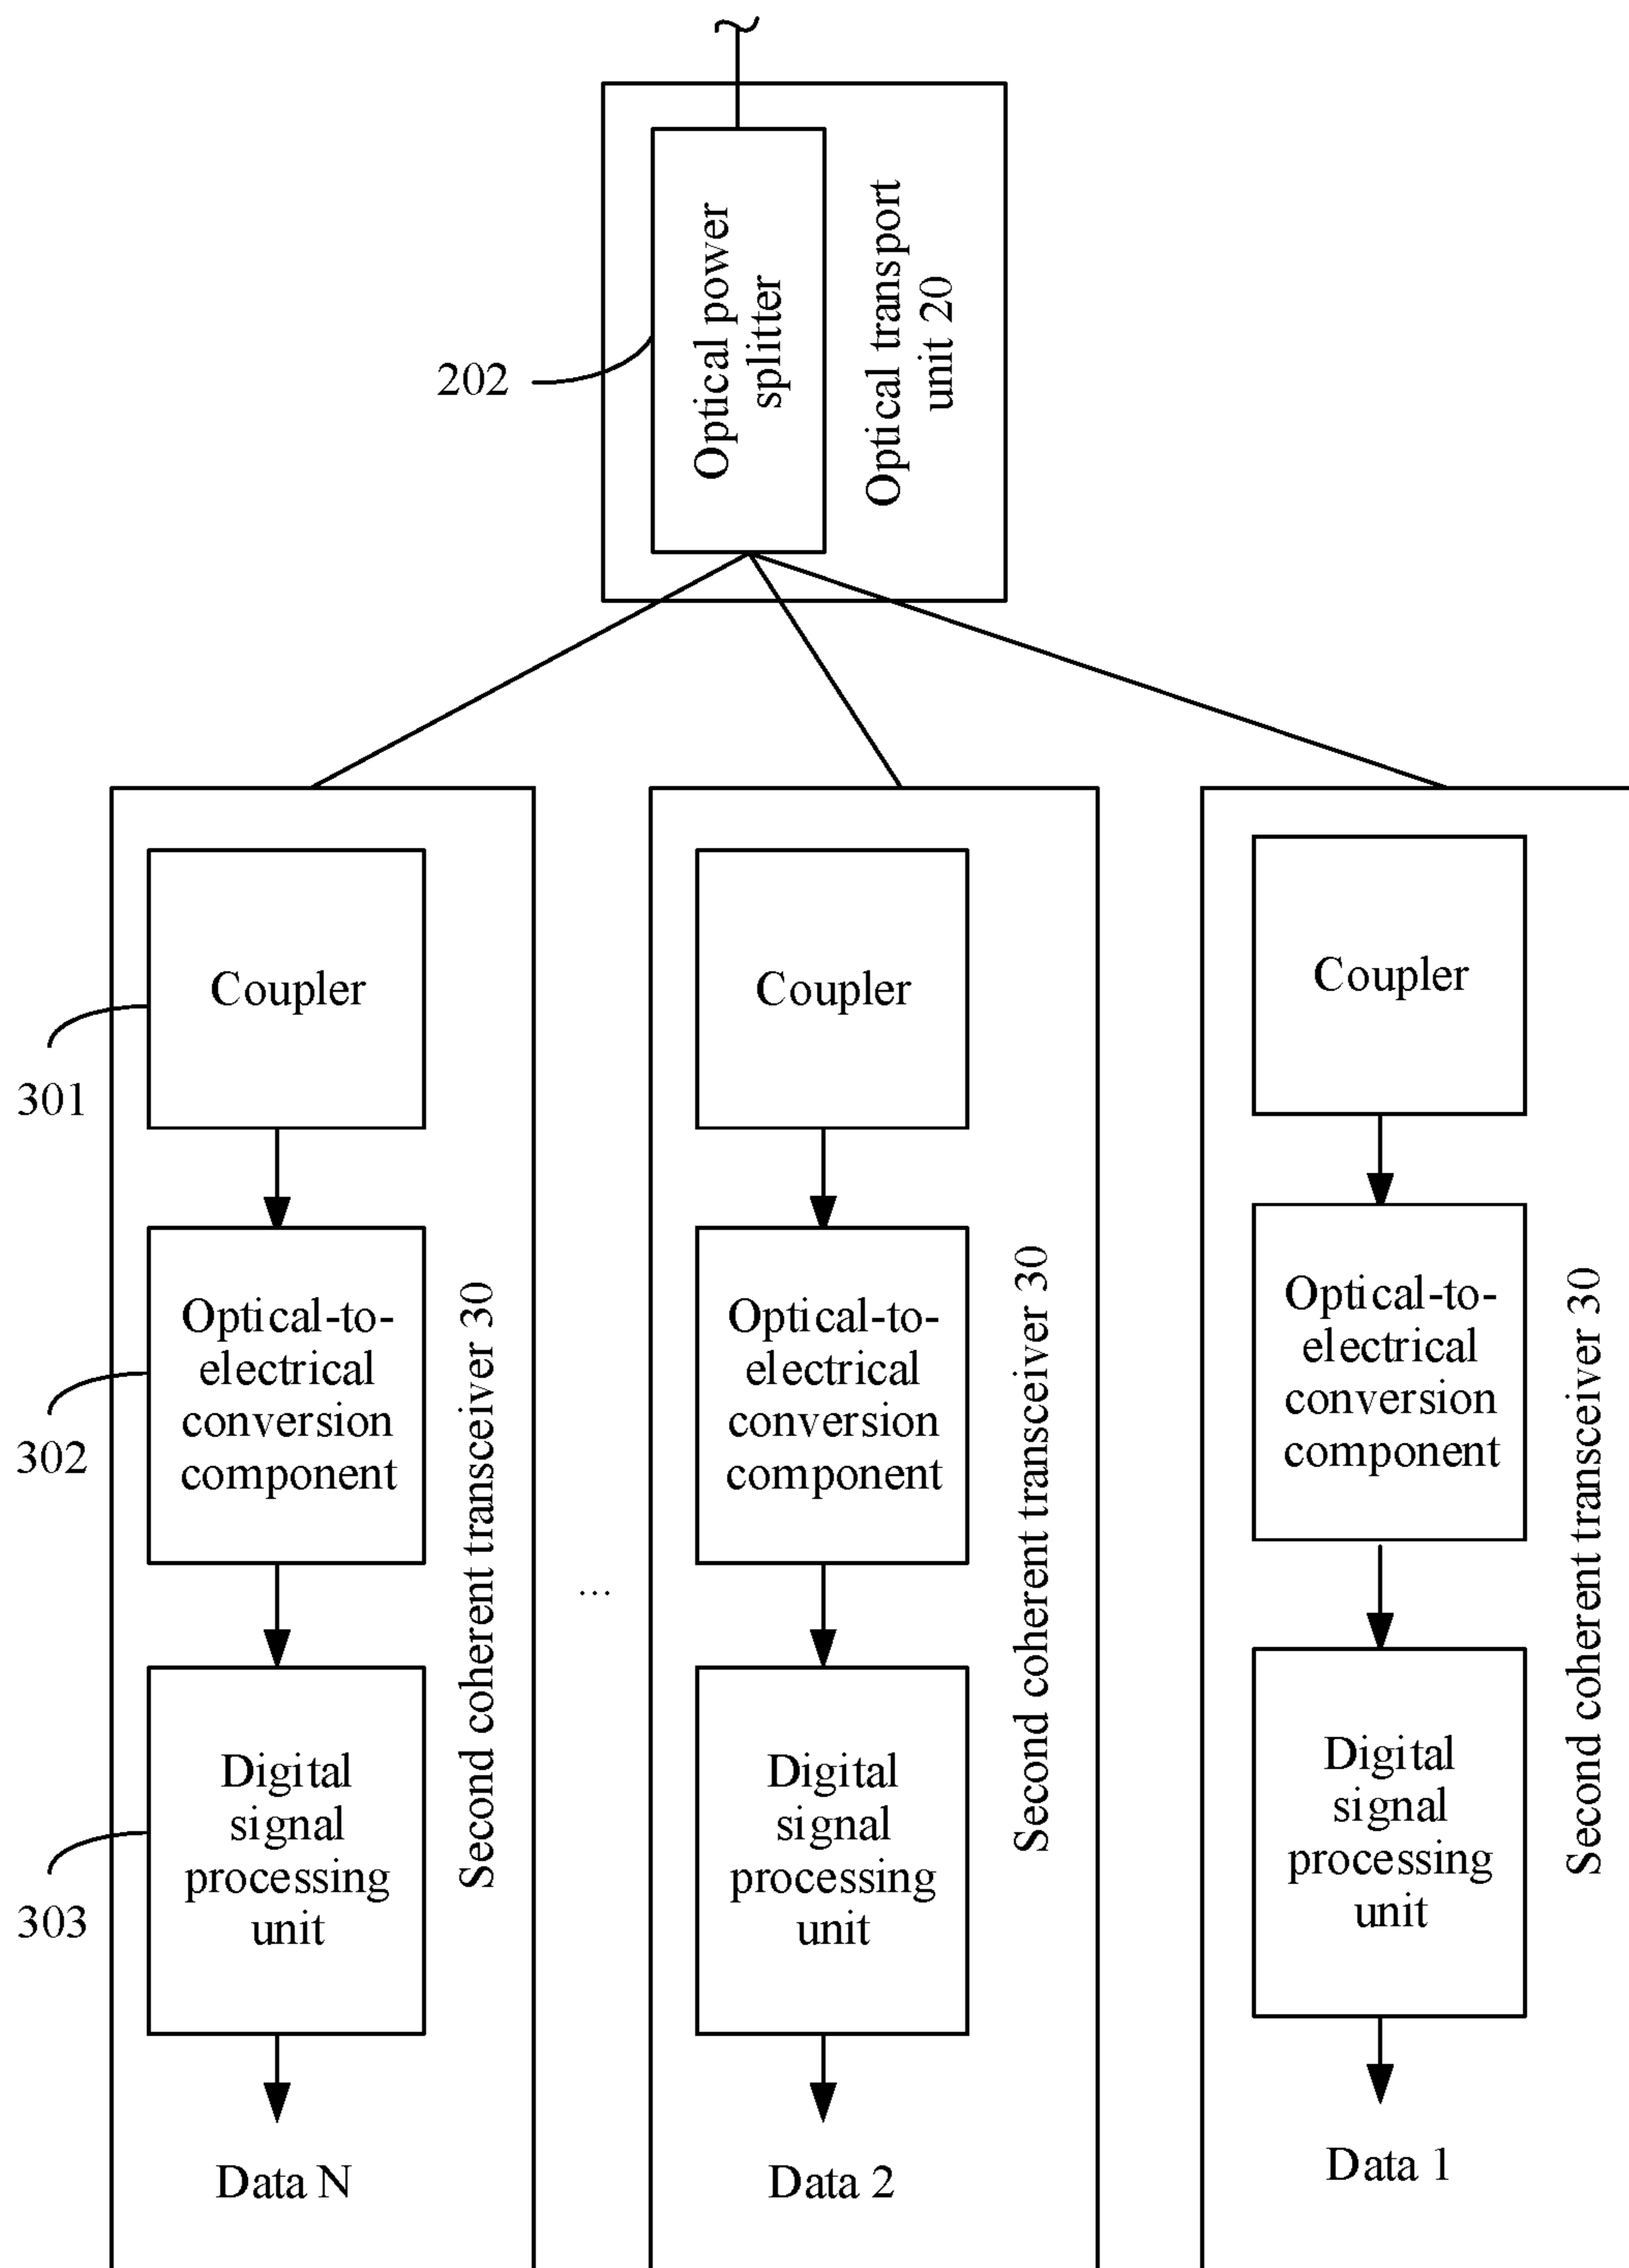 Optical power
splitter
Optical transport
unit 20
202
Coupler
301
Optical-to-
electrical
conversion
component
302
Digital
signal
processing
unit
303
Data N
Second coherent transceiver 30
...
Coupler
Optical-to-
electrical
conversion
component
Digital
signal
processing
unit
Data 2
Second coherent transceiver 30
Coupler
Optical-to-
electrical
conversion
component
Digital
signal
processing
unit
Data 1
Second coherent transceiver 30